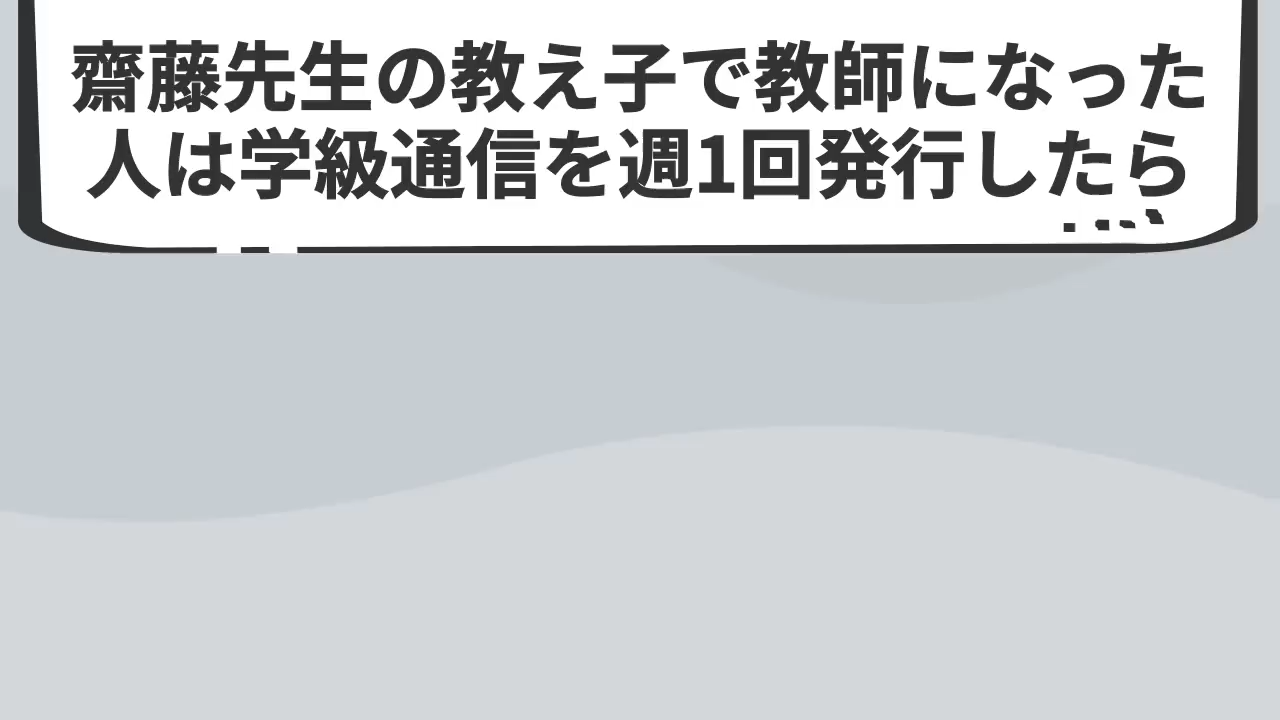 齋藤先生の教え子で教師になった
人は学級通信を週1回発行したら